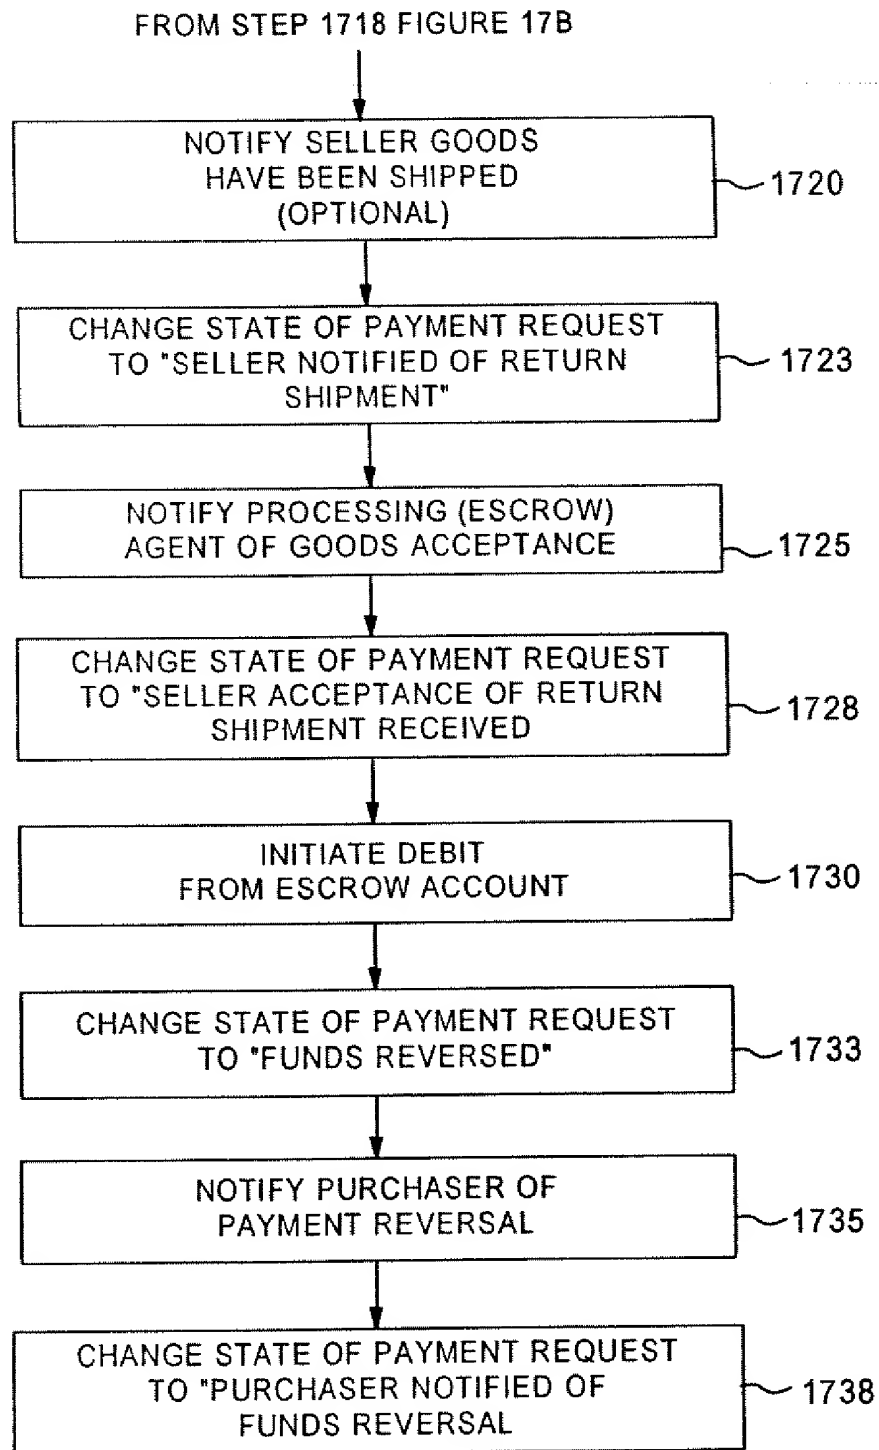 FROM STEP 1718 FIGURE 17B
NOTIFY SELLER GOODS
HAVE BEEN SHIPPED
(OPTIONAL)
1720
CHANGE STATE OF PAYMENT REQUEST
TO "SELLER NOTIFIED OF RETURN
SHIPMENT"
1723
NOTIFY PROCESSING (ESCROW)
AGENT OF GOODS ACCEPTANCE
1725
CHANGE STATE OF PAYMENT REQUEST
TO "SELLER ACCEPTANCE OF RETURN
SHIPMENT RECEIVED
1728
INITIATE DEBIT
FROM ESCROW ACCOUNT
1730
CHANGE STATE OF PAYMENT REQUEST
TO "FUNDS REVERSED"
1733
NOTIFY PURCHASER OF
PAYMENT REVERSAL
1735
CHANGE STATE OF PAYMENT REQUEST
TO "PURCHASER NOTIFIED OF
FUNDS REVERSAL
1738